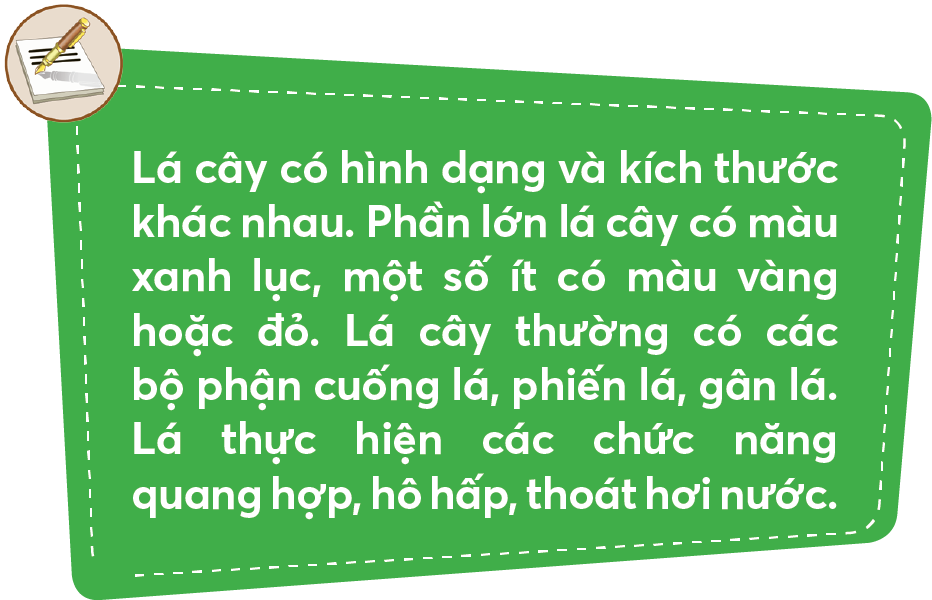 Lá cây có hình dạng và kích thước
khác nhau. Phần lớn lá cây có màu
xanh lục, một số ít có màu vàng
hoặc đỏ. Lá cây thường có các
bộ phận cuống lá, phiến lá, gân lá.
Lá thực hiện các chức năng
quang hợp, hô hấp, thoát hơi nước.